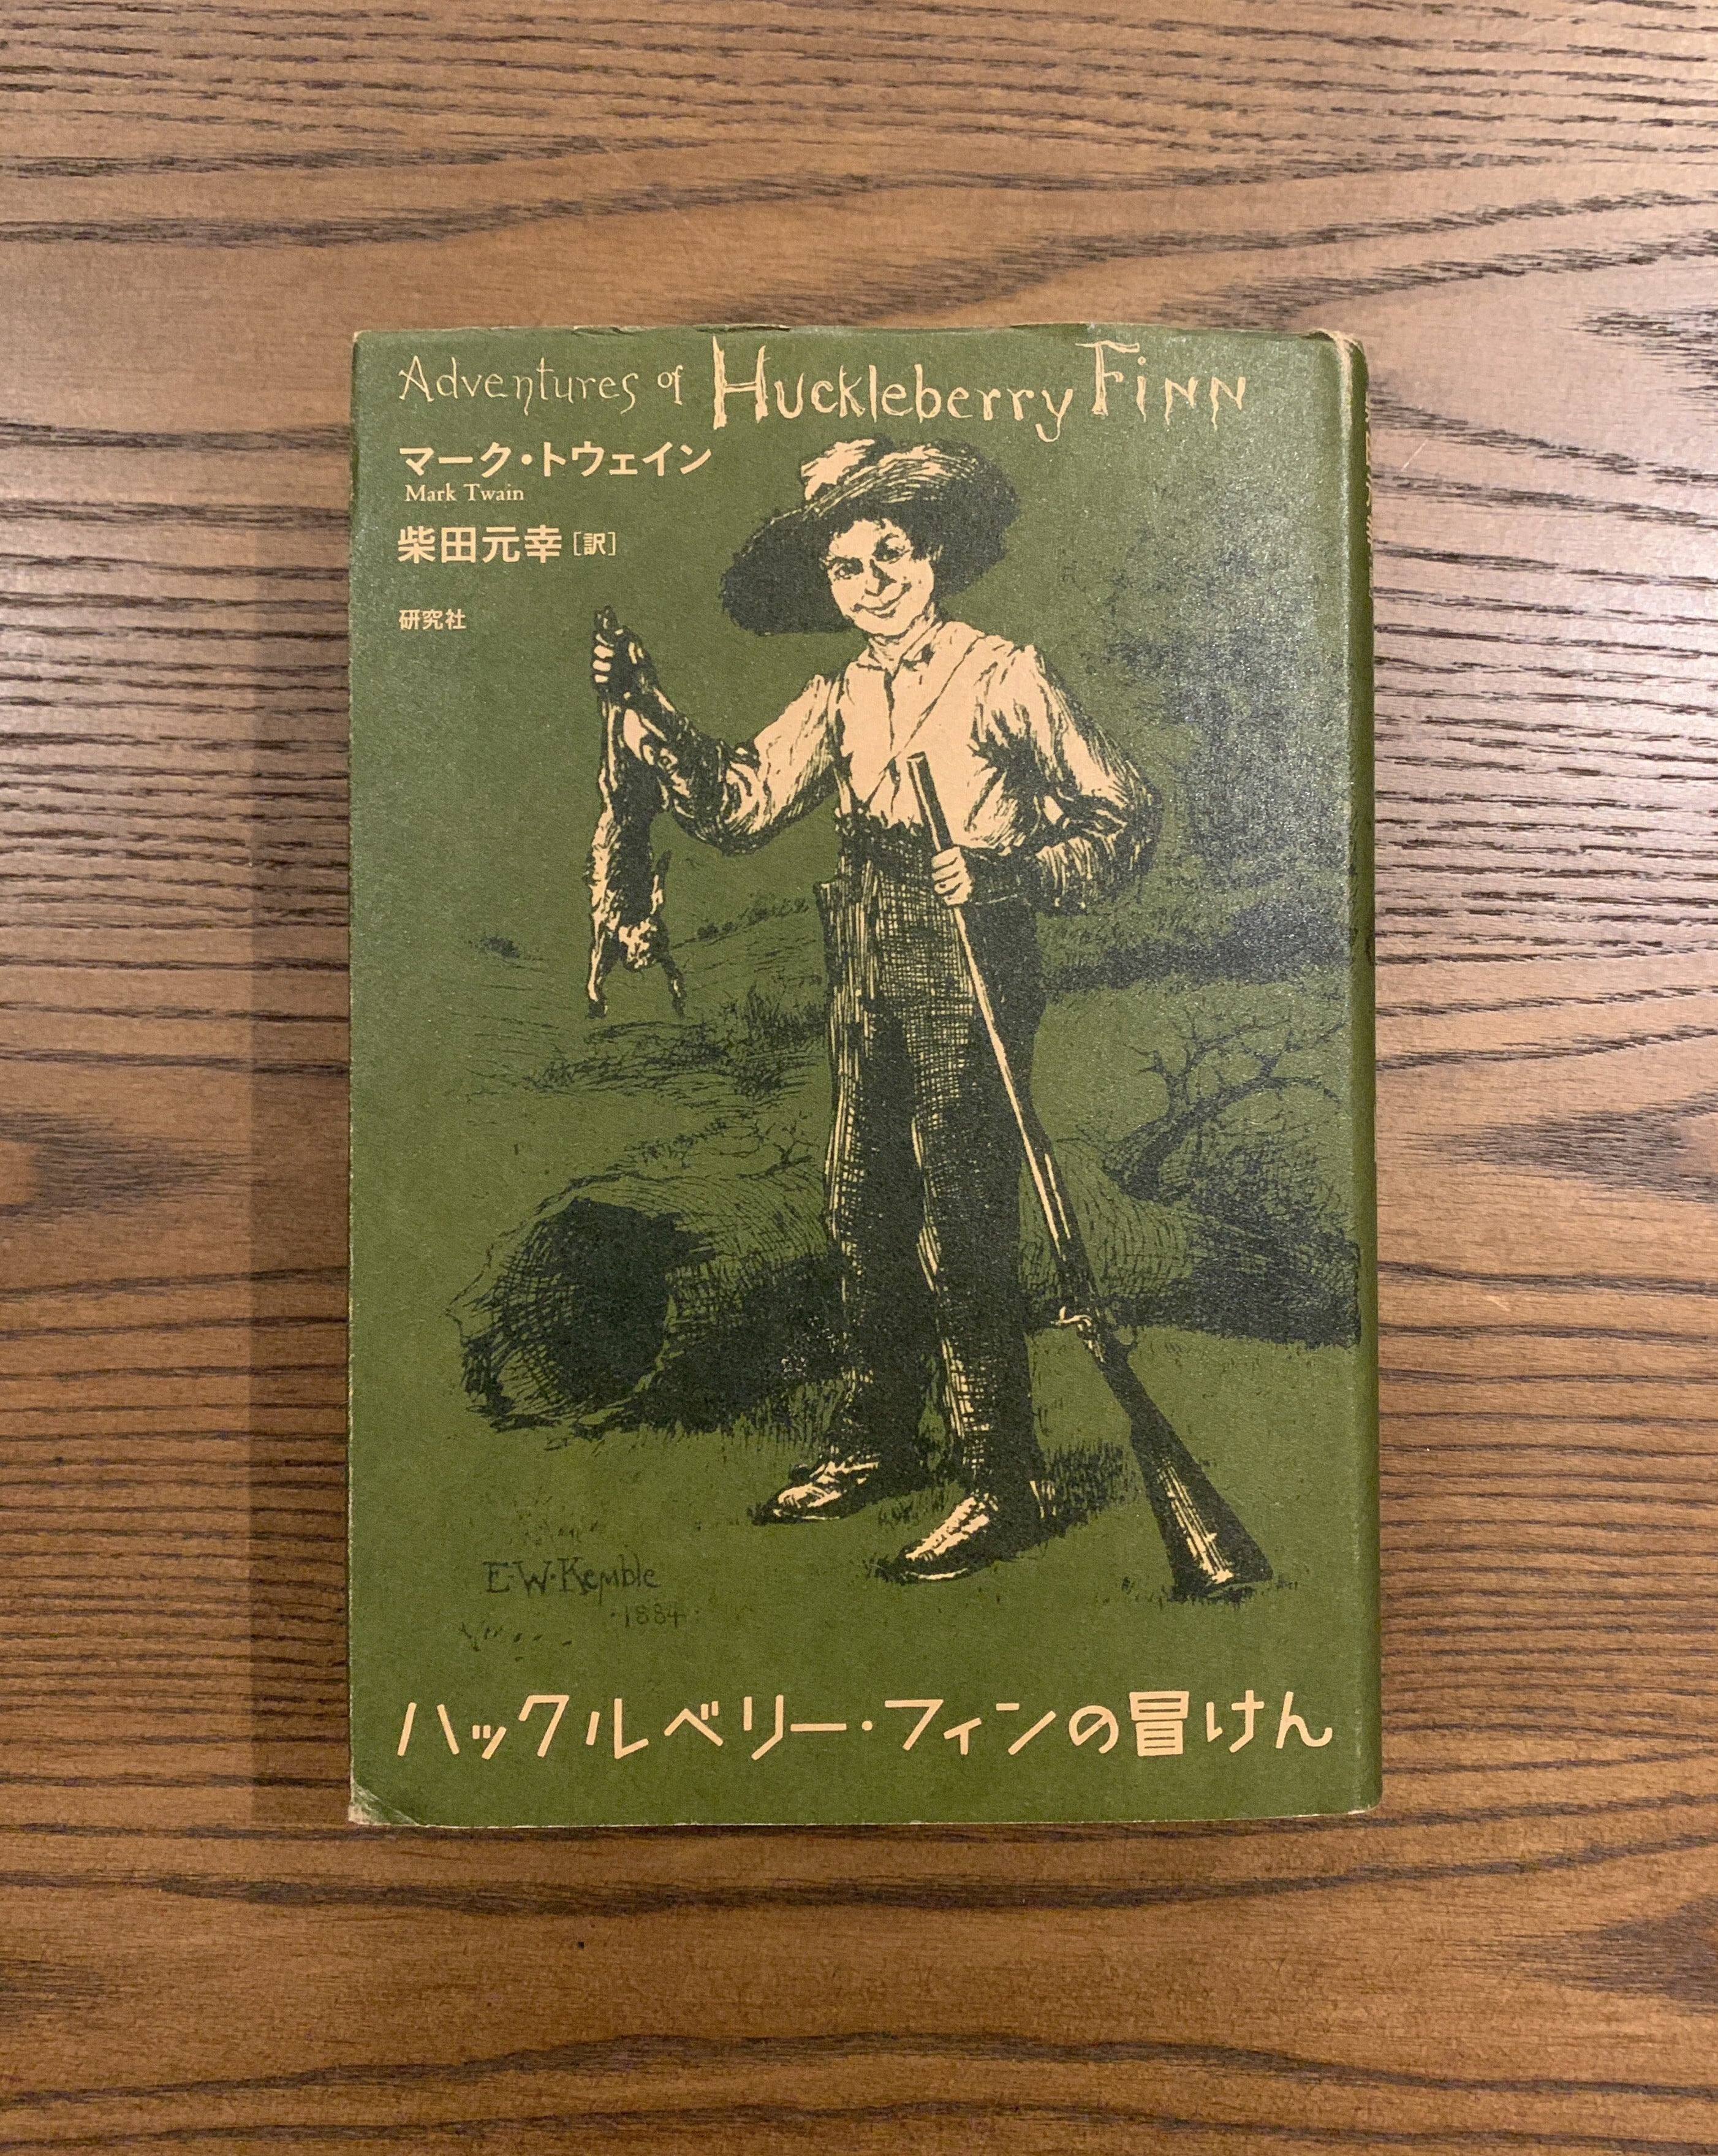 Adventures of Huckleberry Finn
マーク・トウェイン
Mark Twain
柴田元幸［訳］
研究社
E·W·Kemble
1884
ハックルベリー・フィンの冒けん